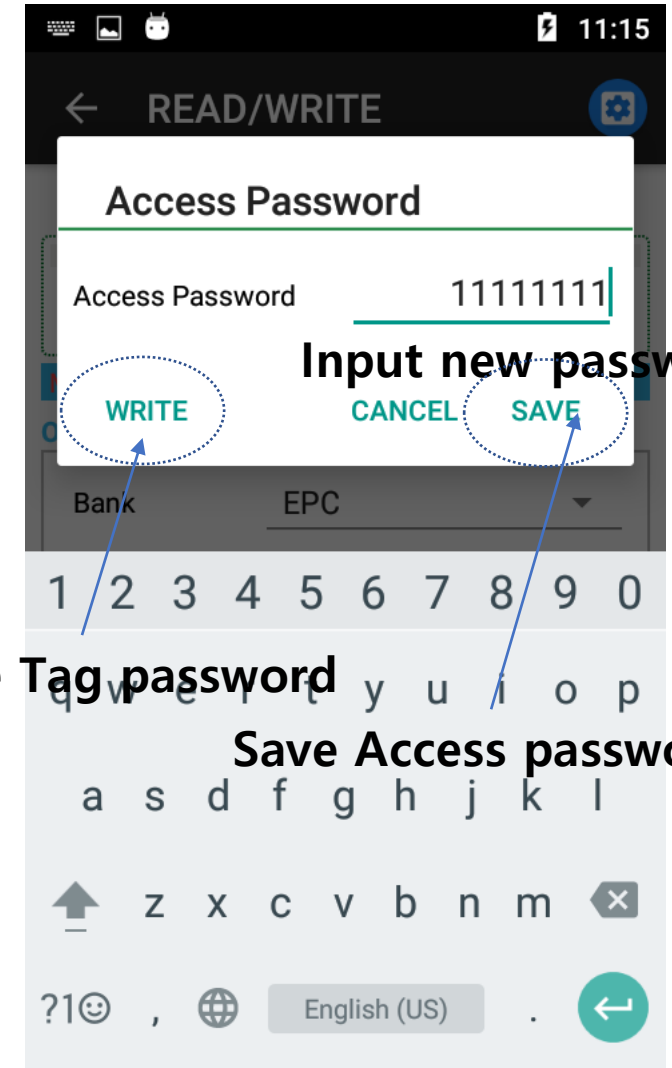 11:15
READ/WRITE
Access Password
Access Password 11111111
Input new passw
WRITE CANCEL SAVE
Bank EPC
1 2 3 4 5 6 7 8 9 0
Tag password
q w e r t y u i o p
Save Access passwo
a s d f g h j k l
z x c v b n m
?1☺ , English (US) .